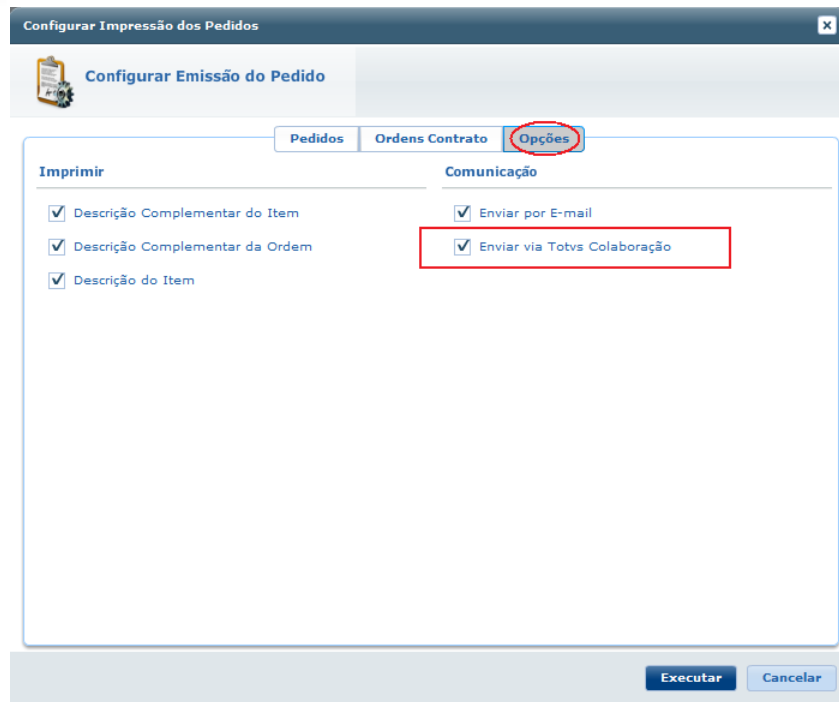 Configurar Impressão dos Pedidos
Configurar Emissão do Pedido
Pedidos Ordens Contrato Opções
Imprimir
Descrição Complementar do Item
Descrição Complementar da Ordem
Descrição do Item
Comunicação
Enviar por E-mail
Enviar via Totvs Colaboração
Executar Cancelar